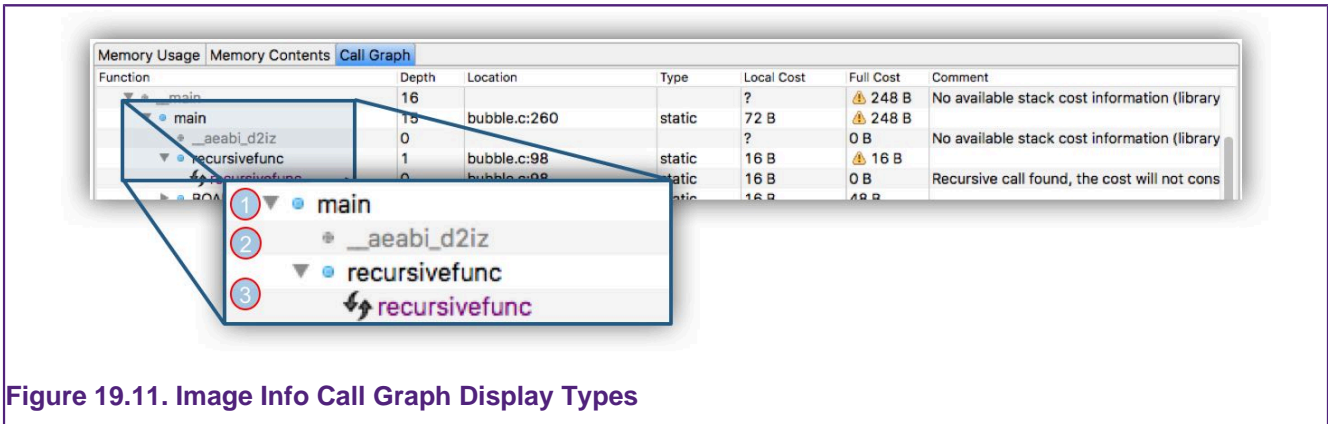 Memory Usage Memory Contents Call Graph
Function Depth Location Type Local Cost Full Cost Comment
__main 16 ? 248 B No available stack cost information (library
main 15 bubble.c:260 static 72 B 248 B
__aeabi_d2iz 0 ? 0 B No available stack cost information (library
recursivefunc 1 bubble.c:98 static 16 B 16 B
recursivefunc 0 bubble.c:98 static 16 B 0 B Recursive call found, the cost will not cons
16 B 48 B
1 main
2 __aeabi_d2iz
recursivefunc
3 recursivefunc
Figure 19.11. Image Info Call Graph Display Types